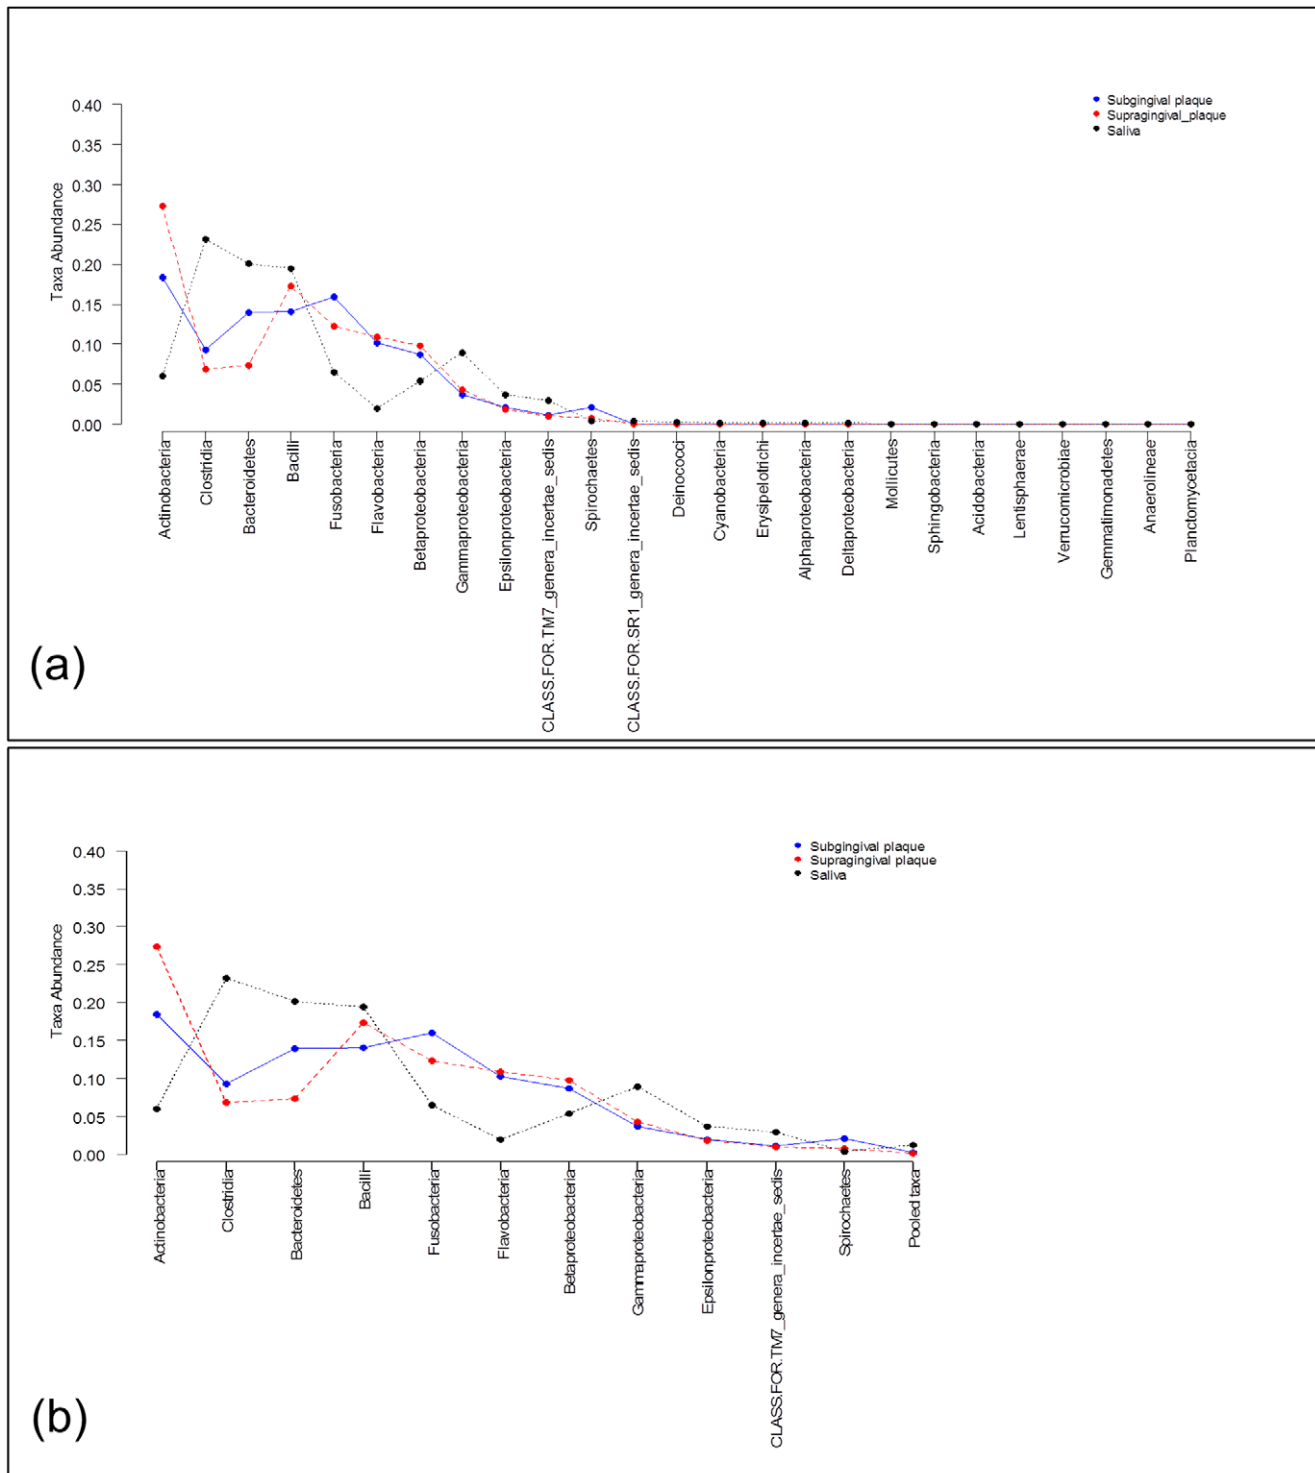 Subgingival plaque
Supragingival_plaque
Saliva
Taxa Abundance
0.40
0.35
0.30
0.25
0.20
0.15
0.10
0.05
0.00
Actinobacteria
Clostridia
Bacteroidetes
Bacilli
Fusobacteria
Flavobacteria
Betaproteobacteria
Gammaproteobacteria
Epsilonproteobacteria
CLASS.FOR.TM7_genera_incertae_sedis
Spirochaetes
CLASS.FOR.SR1_genera_incertae_sedis
Deinococci
Cyanobacteria
Erysipelotrichi
Alphaproteobacteria
Deltaproteobacteria
Mollicutes
Sphingobacteria
Acidobacteria
Lentisphaerae
Verrucomicrobiae
Gemmatimonadetes
Anaerolineae
Planctomycetacia
(a)
Subgingival plaque
Supragingival plaque
Saliva
Taxa Abundance
0.40
0.35
0.30
0.25
0.20
0.15
0.10
0.05
0.00
Actinobacteria
Clostridia
Bacteroidetes
Bacilli
Fusobacteria
Flavobacteria
Betaproteobacteria
Gammaproteobacteria
Epsilonproteobacteria
CLASS.FOR.TM7_genera_incertae_sedis
Spirochaetes
Pooled taxa
(b)